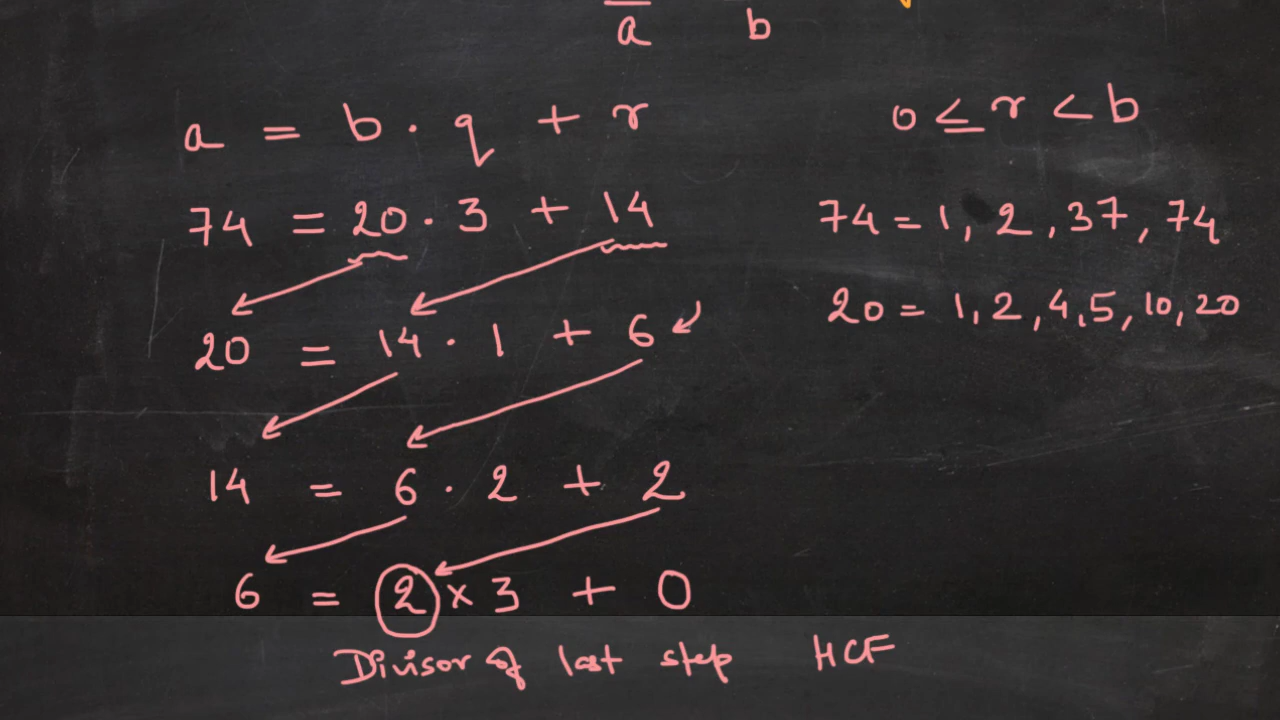 a b
a = b . q + r
0 ≤ r < b
74 = 20 . 3 + 14
74 = 1, 2, 37, 74
20 = 14 . 1 + 6
20 = 1, 2, 4, 5, 10, 20
14 = 6 . 2 + 2
6 = 2 × 3 + 0
Divisor of last step HCF